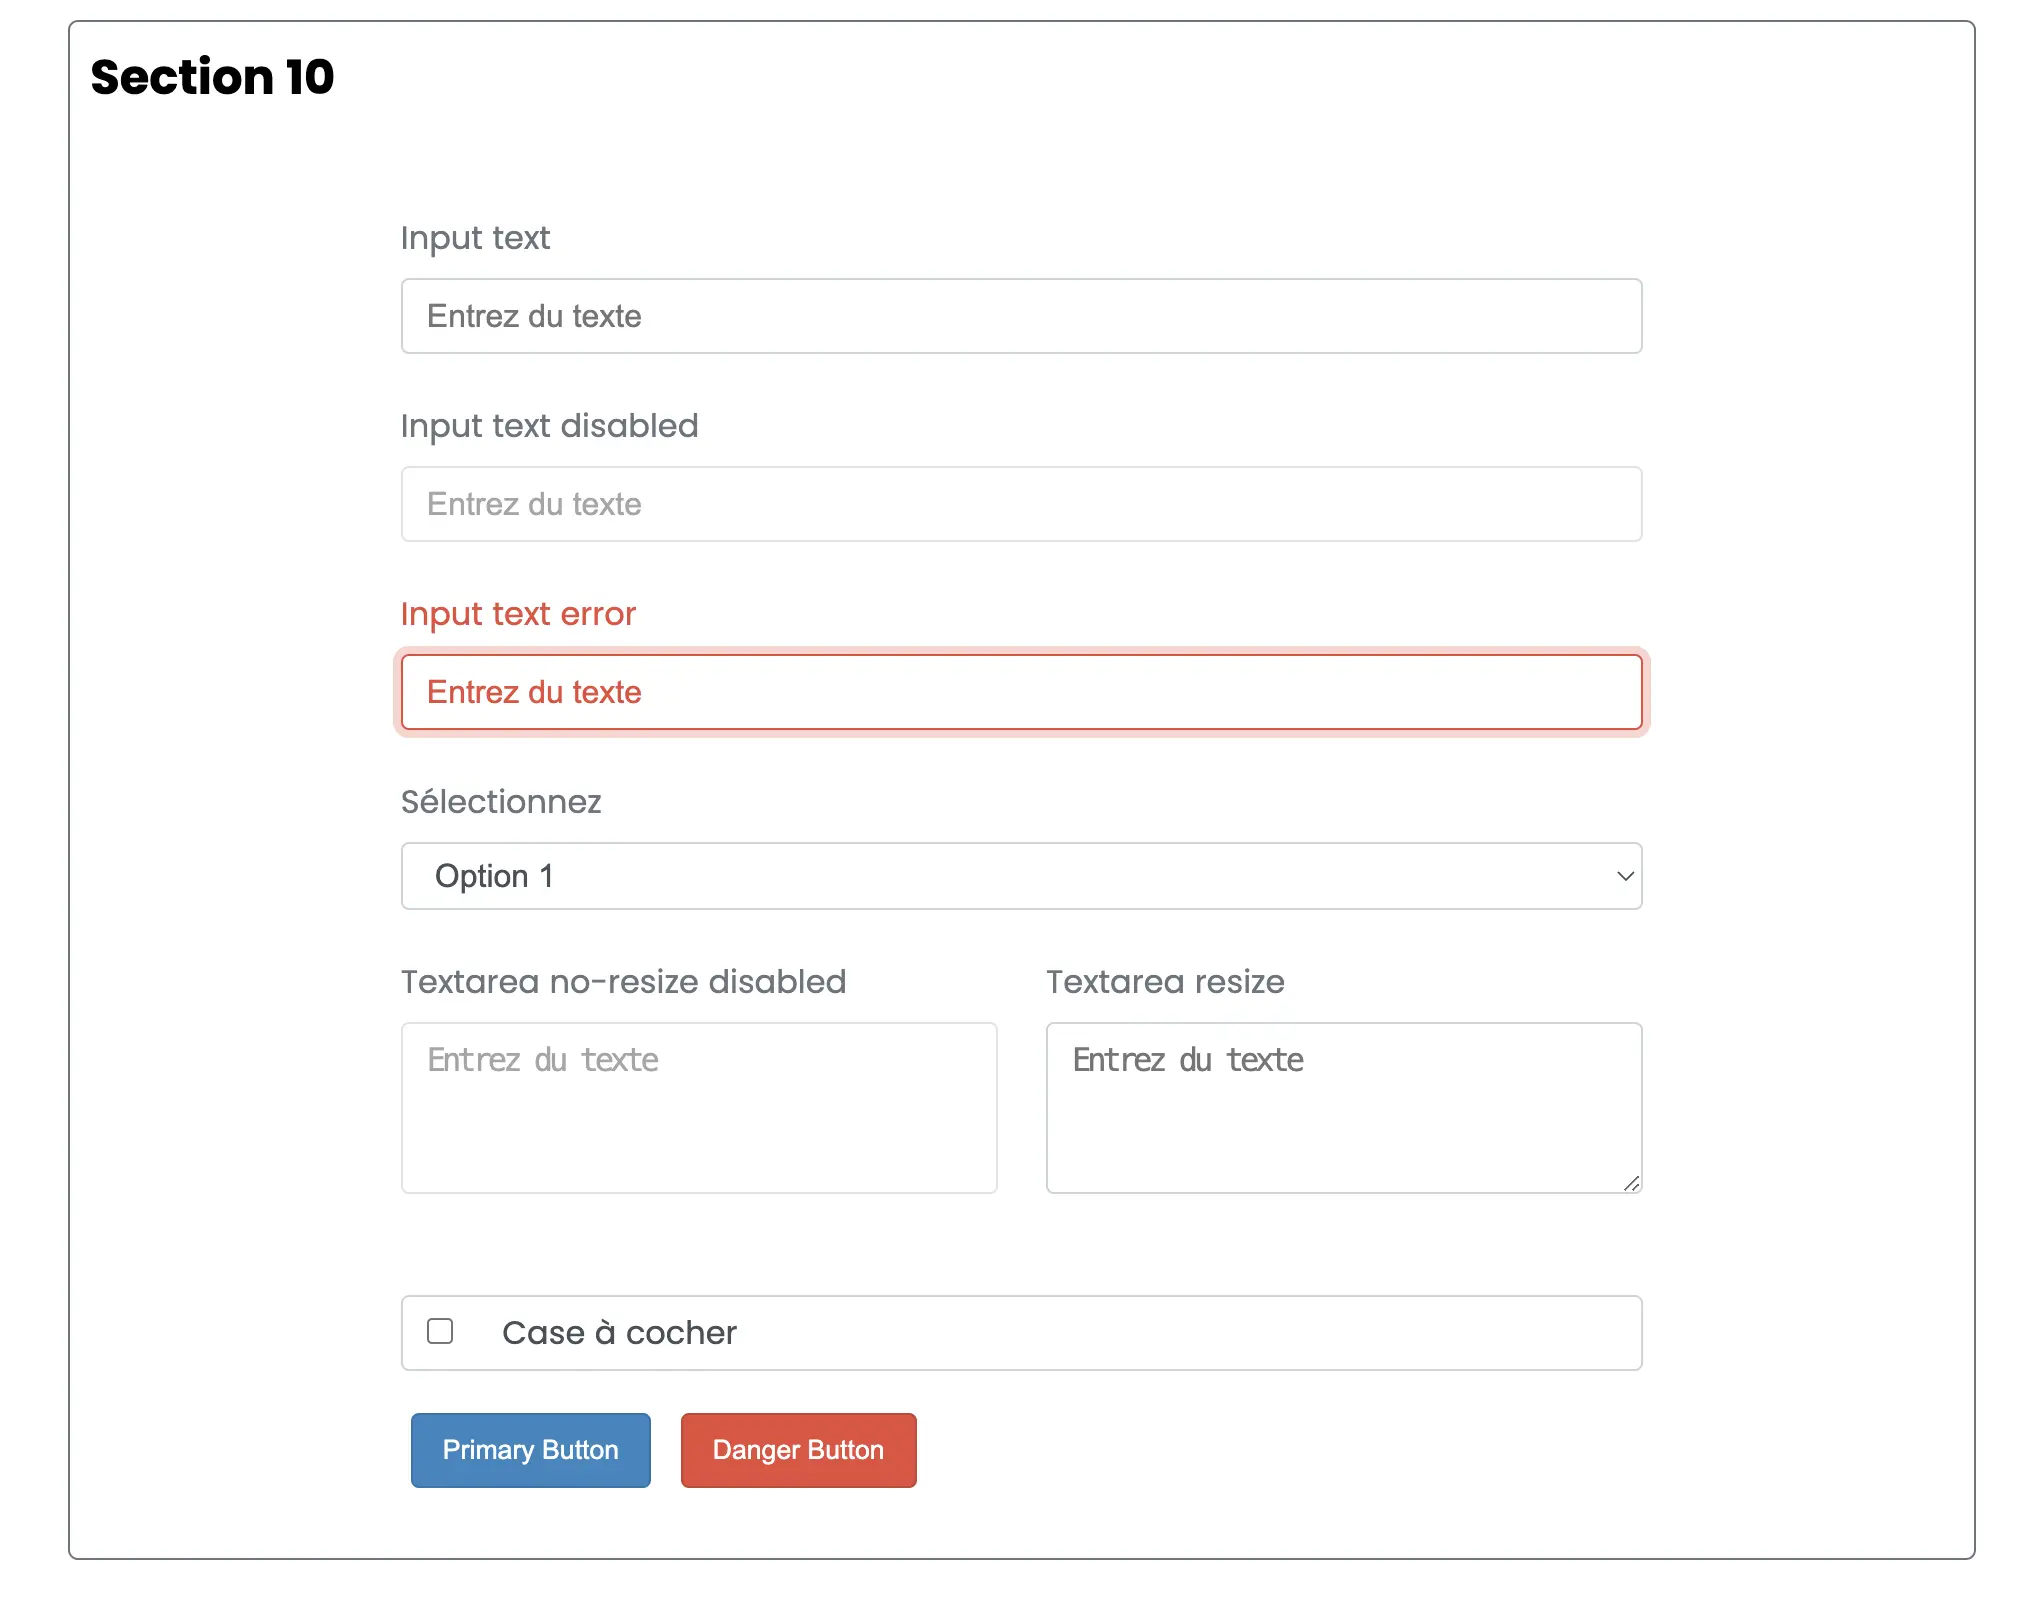 Section 10
Input text
Entrez du texte
Input text disabled
Entrez du texte
Input text error
Entrez du texte
Sélectionnez
Option 1
Textarea no-resize disabled
Entrez du texte
Textarea resize
Entrez du texte
Case à cocher
Primary Button
Danger Button